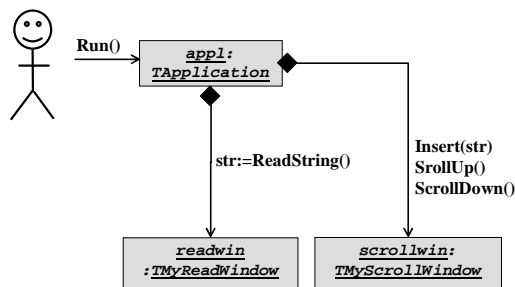 Run()
appl:
TApplication
str:=ReadString()
Insert(str)
SrollUp()
ScrollDown()
readwin
:TMyReadWindow
scrollwin:
TMyScrollWindow